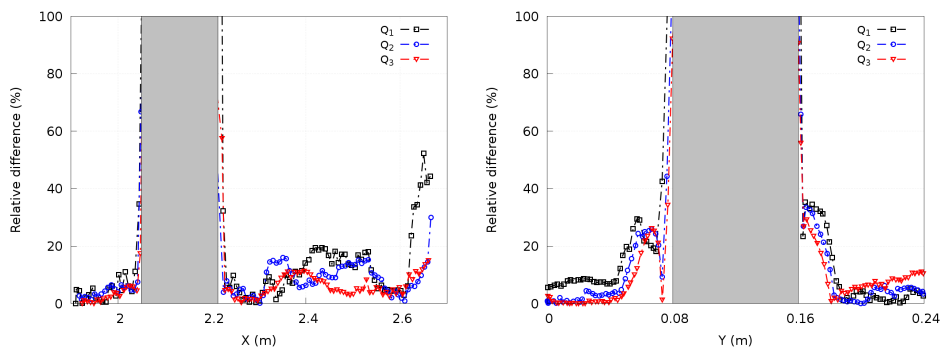 100
80
60
40
20
0
Relative difference (%)
Q1
Q2
Q3
2
2.2
2.4
2.6
X (m)
100
80
60
40
20
0
Relative difference (%)
Q1
Q2
Q3
0
0.08
0.16
0.24
Y (m)